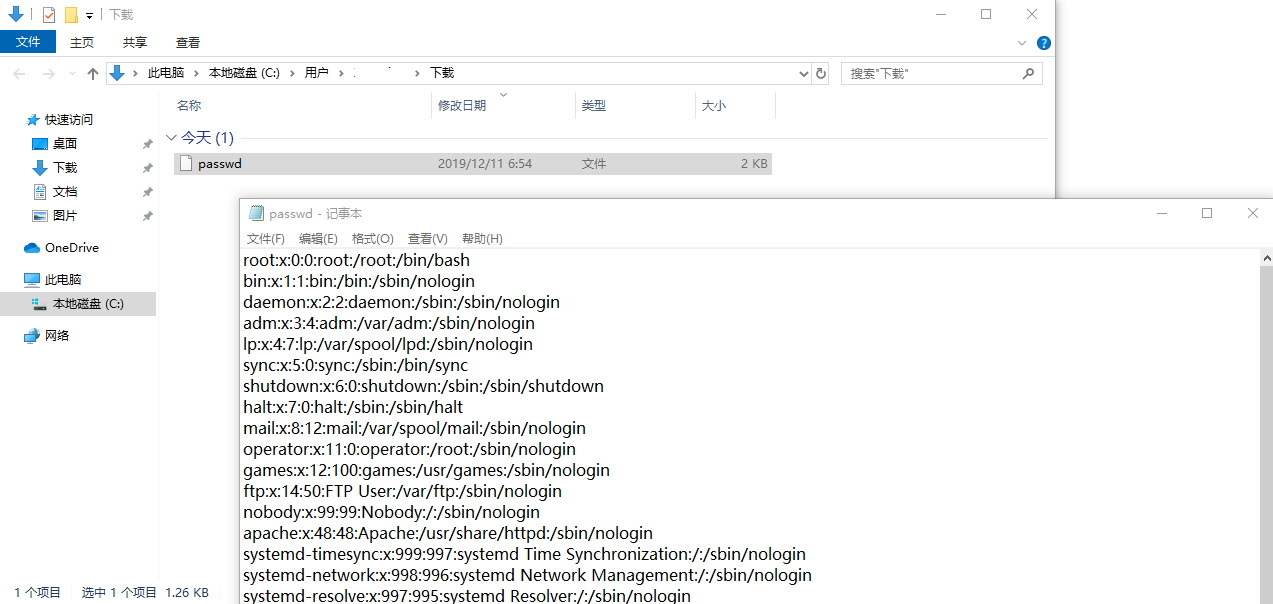 下载
文件 主页 共享 查看
此电脑 本地磁盘 (C:) 用户 下载
搜索"下载"
名称 修改日期 类型 大小
快速访问
桌面
下载
文档
图片
OneDrive
此电脑
本地磁盘 (C:)
网络
今天 (1)
passwd 2019/12/11 6:54 文件 2 KB
passwd - 记事本
文件(F) 编辑(E) 格式(O) 查看(V) 帮助(H)
root:x:0:0:root:/root:/bin/bash
bin:x:1:1:bin:/bin:/sbin/nologin
daemon:x:2:2:daemon:/sbin:/sbin/nologin
adm:x:3:4:adm:/var/adm:/sbin/nologin
lp:x:4:7:lp:/var/spool/lpd:/sbin/nologin
sync:x:5:0:sync:/sbin:/bin/sync
shutdown:x:6:0:shutdown:/sbin:/sbin/shutdown
halt:x:7:0:halt:/sbin:/sbin/halt
mail:x:8:12:mail:/var/spool/mail:/sbin/nologin
operator:x:11:0:operator:/root:/sbin/nologin
games:x:12:100:games:/usr/games:/sbin/nologin
ftp:x:14:50:FTP User:/var/ftp:/sbin/nologin
nobody:x:99:99:Nobody:/:/sbin/nologin
apache:x:48:48:Apache:/usr/share/httpd:/sbin/nologin
systemd-timesync:x:999:997:systemd Time Synchronization:/:/sbin/nologin
systemd-network:x:998:996:systemd Network Management:/:/sbin/nologin
systemd-resolve:x:997:995:systemd Resolver:/:/sbin/nologin
1 个项目 选中 1 个项目 1.26 KB